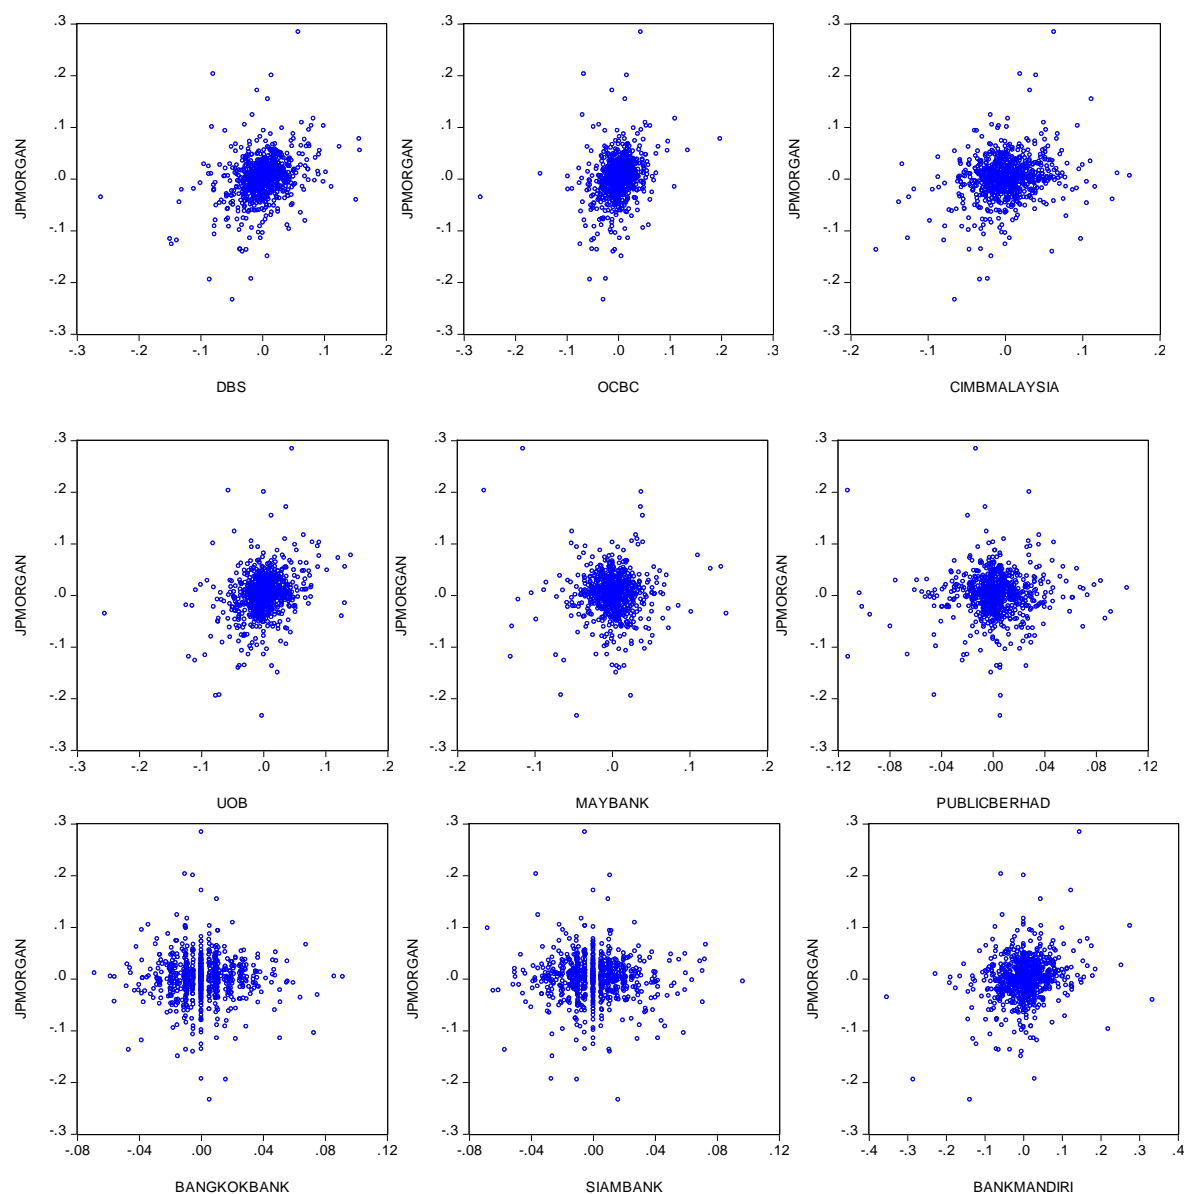 .3 .3 .3
.2 .2 .2
.1 .1 .1
JPMORGAN JPMORGAN JPMORGAN
.0 .0 .0
-.1 -.1 -.1
-.2 -.2 -.2
-.3 -.3 -.3
-.3 -.2 -.1 .0 .1 .2 -.3 -.2 -.1 .0 .1 .2 .3 -.2 -.1 .0 .1 .2
DBS OCBC CIMBMALAYSIA
.3 .3 .3
.2 .2 .2
.1 .1 .1
JPMORGAN JPMORGAN JPMORGAN
.0 .0 .0
-.1 -.1 -.1
-.2 -.2 -.2
-.3 -.3 -.3
-.3 -.2 -.1 .0 .1 .2 -.2 -.1 .0 .1 .2 -.12 -.08 -.04 .00 .04 .08 .12
UOB MAYBANK PUBLICBERHAD
.3 .3 .3
.2 .2 .2
.1 .1 .1
JPMORGAN JPMORGAN JPMORGAN
.0 .0 .0
-.1 -.1 -.1
-.2 -.2 -.2
-.3 -.3 -.3
-.08 -.04 .00 .04 .08 .12 -.08 -.04 .00 .04 .08 .12 -.4 -.3 -.2 -.1 .0 .1 .2 .3 .4
BANGKOKBANK SIAMBANK BANKMANDIRI